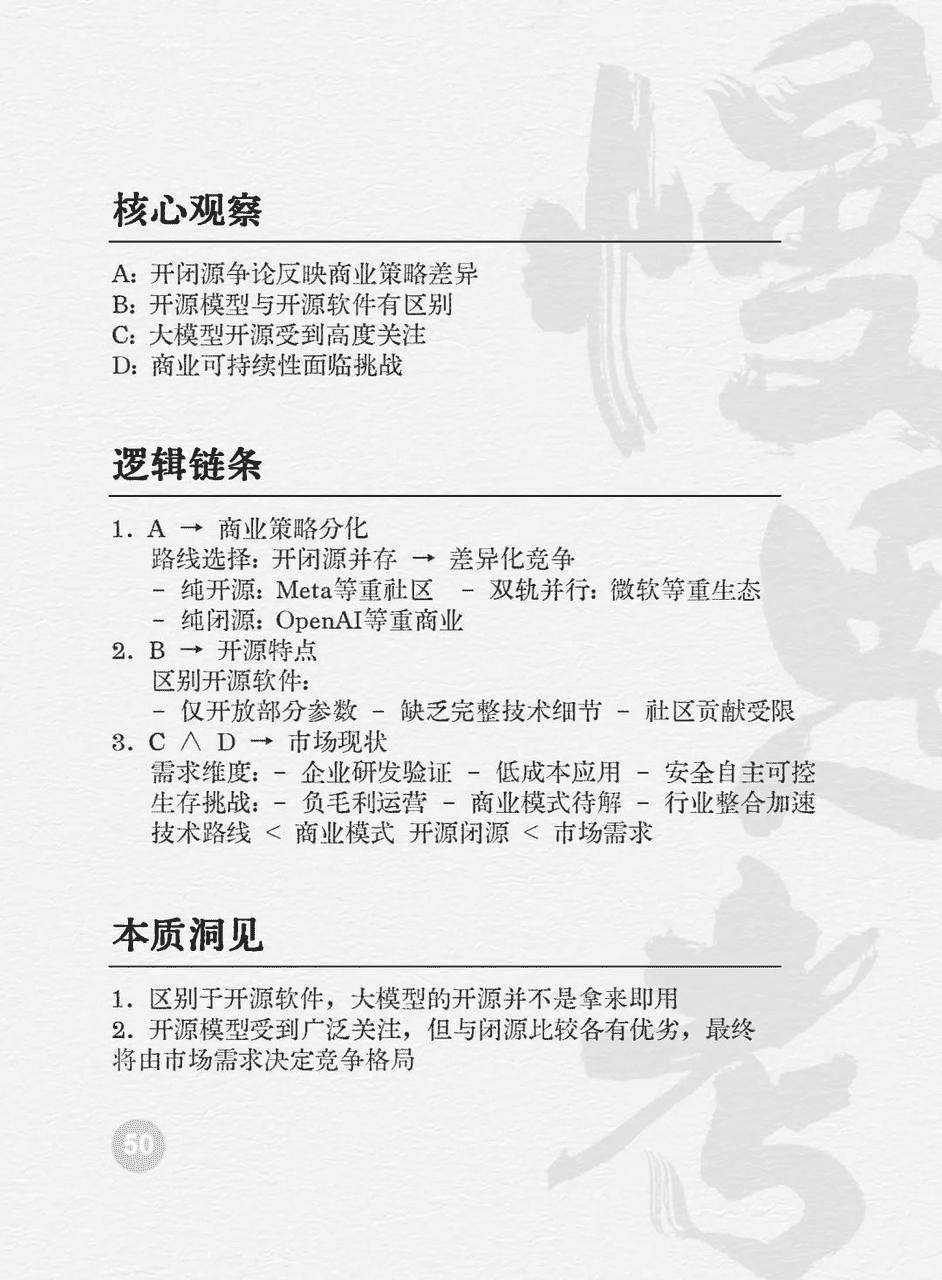 核心观察
A: 开闭源争论反映商业策略差异
B: 开源模型与开源软件有区别
C: 大模型开源受到高度关注
D: 商业可持续性面临挑战
逻辑链条
1. A → 商业策略分化
路线选择: 开闭源并存 → 差异化竞争
- 纯开源: Meta等重社区 - 双轨并行: 微软等重生态
- 纯闭源: OpenAI等重商业
2. B → 开源特点
区别开源软件:
- 仅开放部分参数 - 缺乏完整技术细节 - 社区贡献受限
3. C ∧ D → 市场现状
需求维度: - 企业研发验证 - 低成本应用 - 安全自主可控
生存挑战: - 负毛利运营 - 商业模式待解 - 行业整合加速
技术路线 < 商业模式 开源闭源 < 市场需求
本质洞见
1. 区别于开源软件，大模型的开源并不是拿来即用
2. 开源模型受到广泛关注，但与闭源比较各有优劣，最终
将由市场需求决定竞争格局
50
慢思考